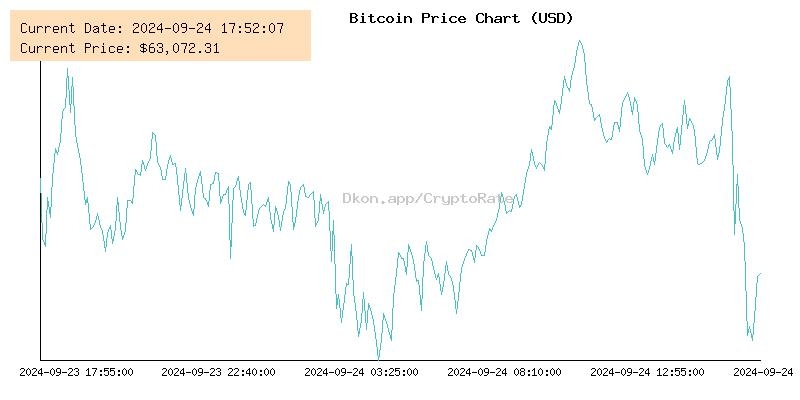 Bitcoin Price Chart (USD)
Current Date: 2024-09-24 17:52:07
Current Price: $63,072.31
Dkon.app/CryptoRate
2024-09-23 17:55:00
2024-09-23 22:40:00
2024-09-24 03:25:00
2024-09-24 08:10:00
2024-09-24 12:55:00
2024-09-24